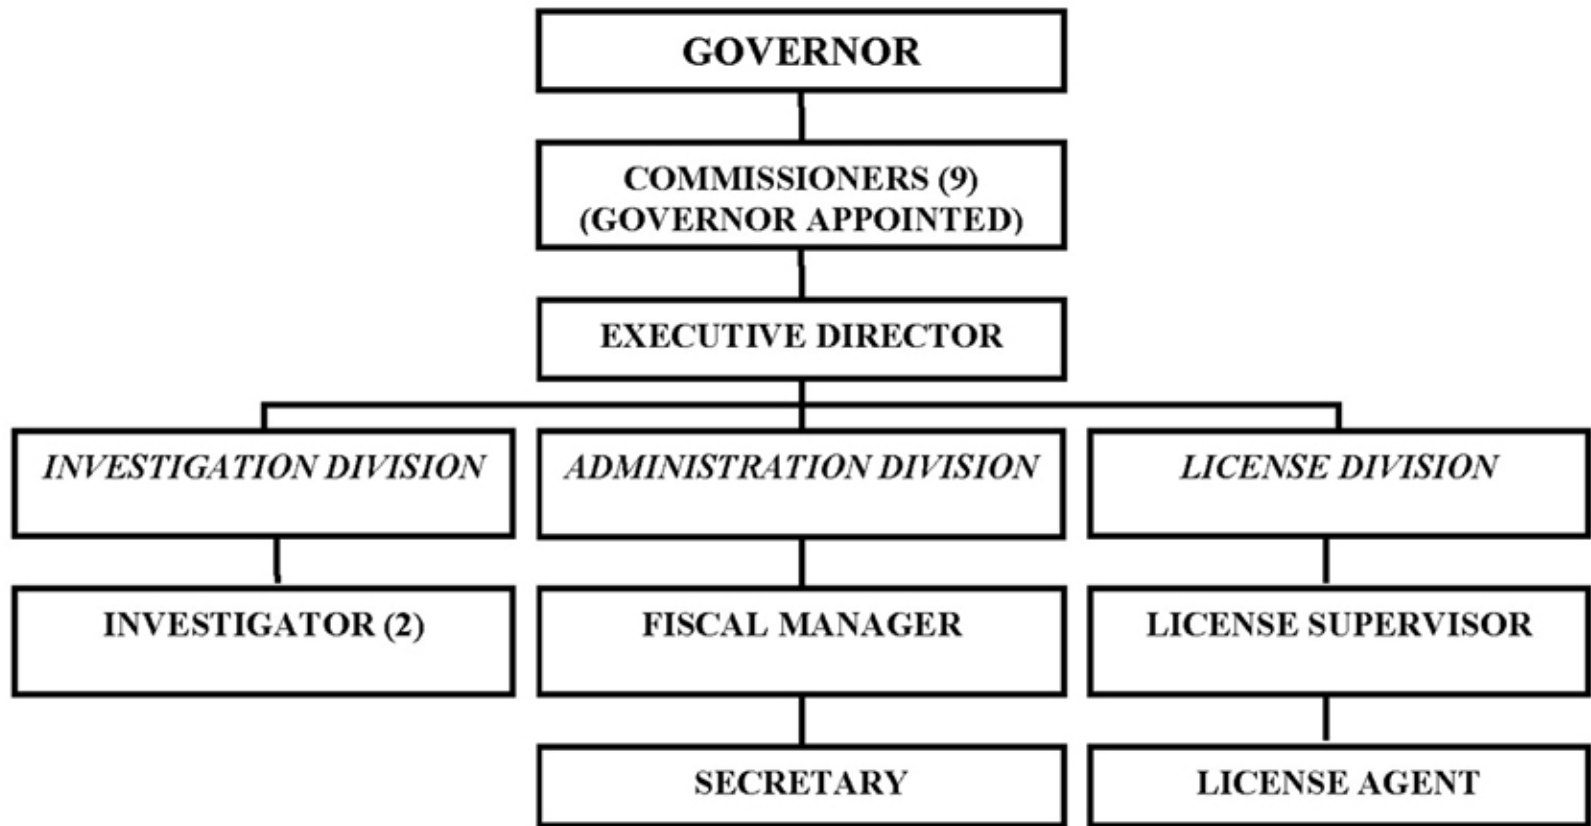 GOVERNOR
COMMISSIONERS (9)
(GOVERNOR APPOINTED)
EXECUTIVE DIRECTOR
INVESTIGATION DIVISION
ADMINISTRATION DIVISION
LICENSE DIVISION
INVESTIGATOR (2)
FISCAL MANAGER
LICENSE SUPERVISOR
SECRETARY
LICENSE AGENT